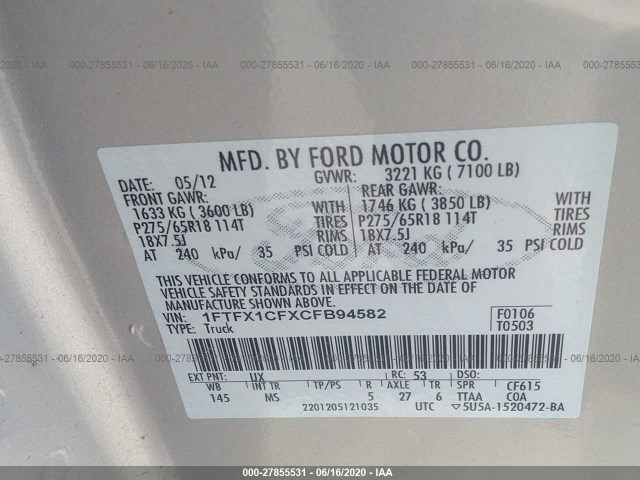 000-27855531 - 06/16/2020 - IAA
MFD. BY FORD MOTOR CO.
DATE: 05/12 GVWR: 3221 KG ( 7100 LB)
FRONT GAWR: REAR GAWR:
1633 KG ( 3600 LB) WITH 1746 KG ( 3850 LB) WITH
P275/65R18 114T TIRES P275/65R18 114T TIRES
18X7.5J RIMS 18X7.5J RIMS
AT 240 kPa/ 35 PSI COLD AT 240 kPa/ 35 PSI COLD
THIS VEHICLE CONFORMS TO ALL APPLICABLE FEDERAL MOTOR
VEHICLE SAFETY STANDARDS IN EFFECT ON THE DATE OF
MANUFACTURE SHOWN ABOVE.
VIN: 1FTFX1CFXCFB94582 F0106
TYPE: Truck T0503
EXT PNT: UX RC: 53 DSO:
WB INT TR TP/PS R AXLE TR SPR CF615
145 MS 5 27 6 TTAA COA
2201205121035 UTC ▽5U5A-1520472-BA
000-27855531 - 06/16/2020 - IAA